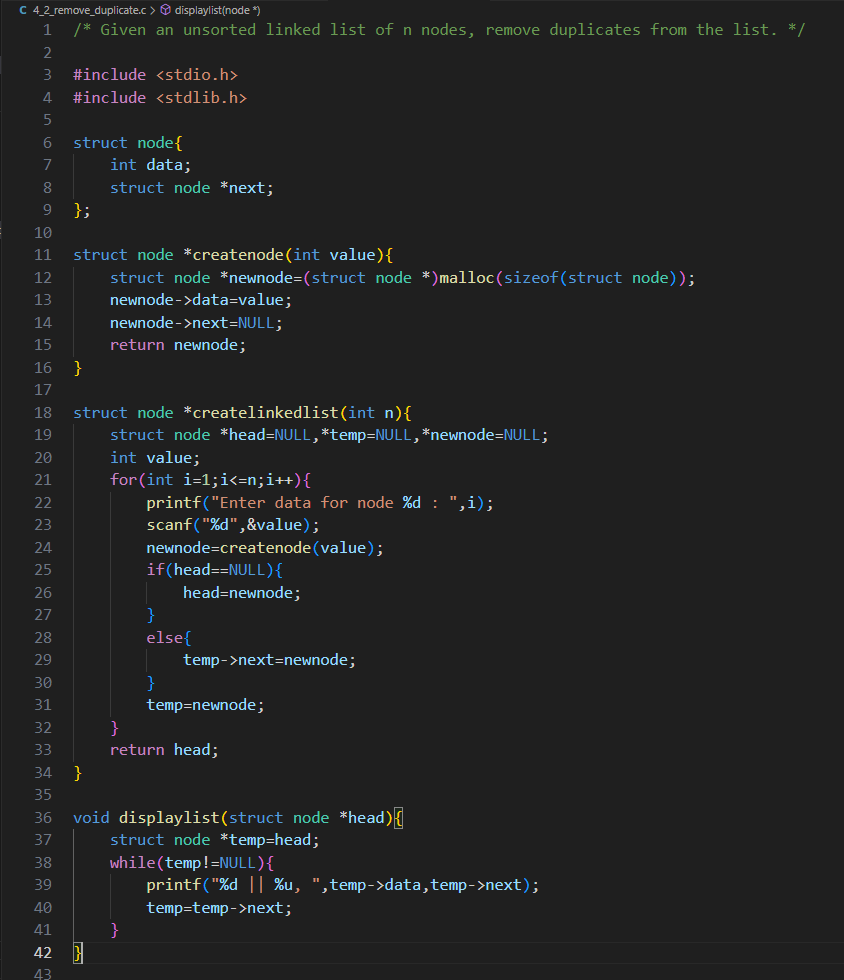 C 4_2_remove_duplicate.c > displaylist(node *)
1 /* Given an unsorted linked list of n nodes, remove duplicates from the list. */
2
3 #include <stdio.h>
4 #include <stdlib.h>
5
6 struct node{
7     int data;
8     struct node *next;
9 };
10
11 struct node *createnode(int value){
12     struct node *newnode=(struct node *)malloc(sizeof(struct node));
13     newnode->data=value;
14     newnode->next=NULL;
15     return newnode;
16 }
17
18 struct node *createlinkedlist(int n){
19     struct node *head=NULL,*temp=NULL,*newnode=NULL;
20     int value;
21     for(int i=1;i<=n;i++){
22         printf("Enter data for node %d : ",i);
23         scanf("%d",&value);
24         newnode=createnode(value);
25         if(head==NULL){
26             head=newnode;
27         }
28         else{
29             temp->next=newnode;
30         }
31         temp=newnode;
32     }
33     return head;
34 }
35
36 void displaylist(struct node *head){
37     struct node *temp=head;
38     while(temp!=NULL){
39         printf("%d || %u, ",temp->data,temp->next);
40         temp=temp->next;
41     }
42 }
43